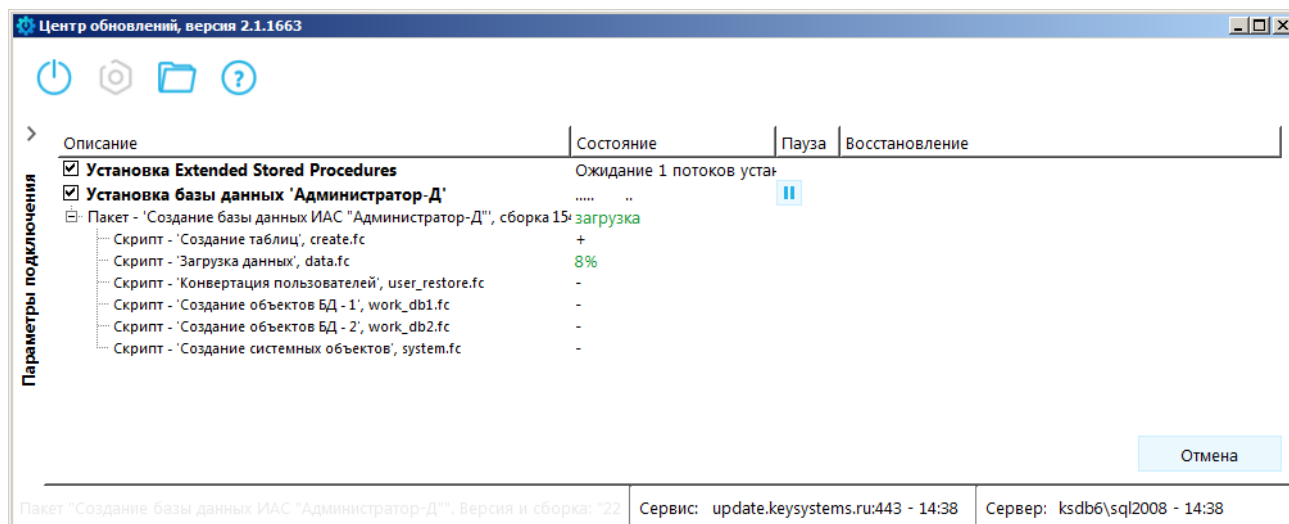 Центр обновлений, версия 2.1.1663
Описание Состояние Пауза Восстановление
Установка Extended Stored Procedures Ожидание 1 потоков устан
Установка базы данных 'Администратор-Д' ..... ..
Пакет - 'Создание базы данных ИАС "Администратор-Д"', сборка 154 загрузка
Скрипт - 'Создание таблиц', create.fc +
Скрипт - 'Загрузка данных', data.fc 8%
Скрипт - 'Конвертация пользователей', user_restore.fc -
Скрипт - 'Создание объектов БД - 1', work_db1.fc -
Скрипт - 'Создание объектов БД - 2', work_db2.fc -
Скрипт - 'Создание системных объектов', system.fc -
Параметры подключения
Отмена
Пакет "Создание базы данных ИАС "Администратор-Д"", Версия и сборка: "22 Сервис: update.keysystems.ru:443 - 14:38 Сервер: ksdb6\sql2008 - 14:38